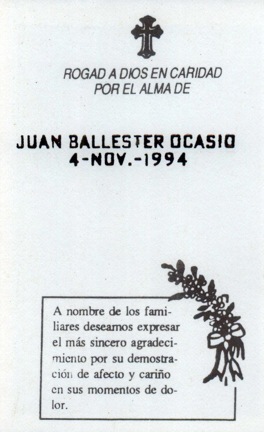 ROGAD A DIOS EN CARIDAD
POR EL ALMA DE
JUAN BALLESTER OCASIO
4-NOV.-1994
A nombre de los fami-
liares deseamos expresar
el más sincero agradeci-
miento por su demostra-
ción de afecto y cariño
en sus momentos de do-
lor.